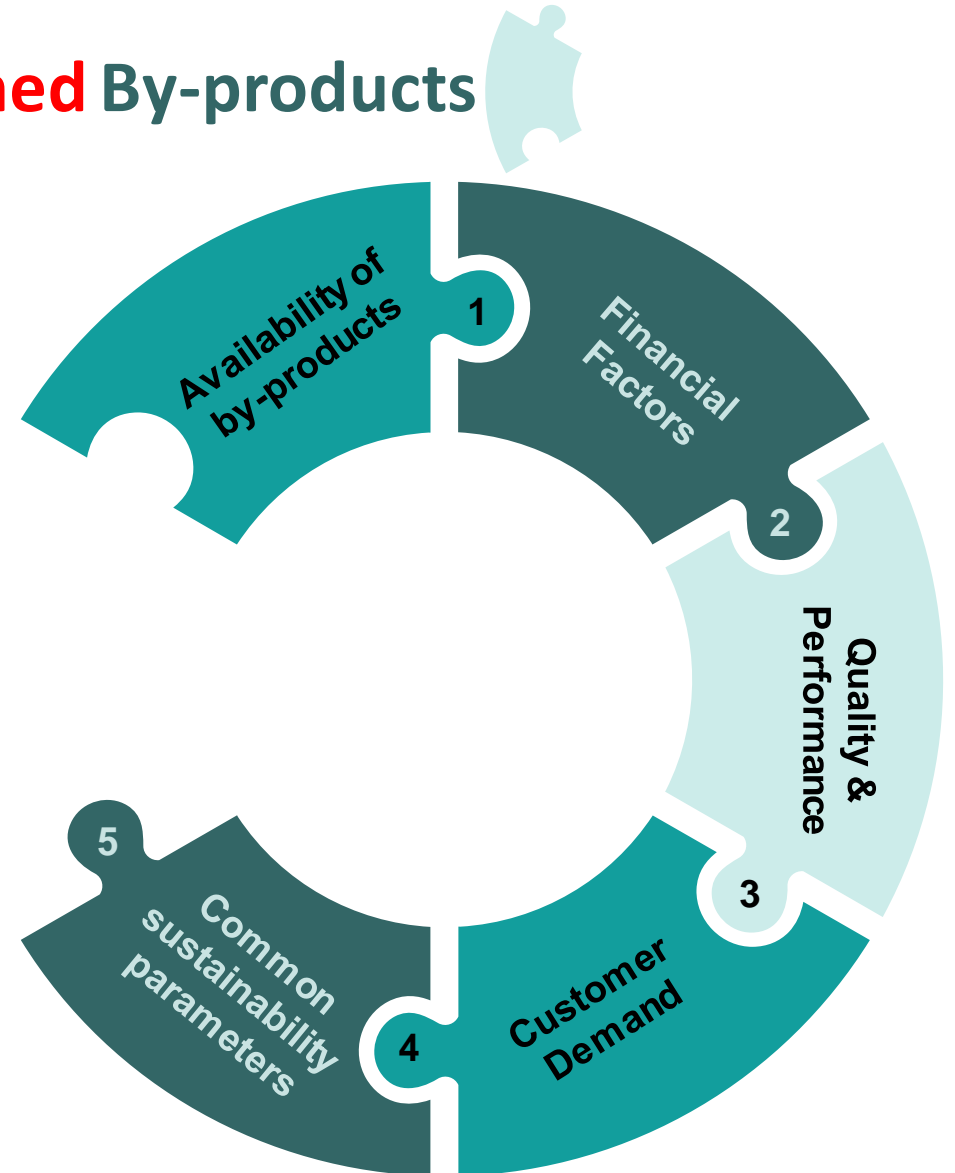 By-products
Availability of
by-products
1
Financial
Factors
2
Quality &
Performance
3
Customer
Demand
4
Common
sustainability
parameters
5